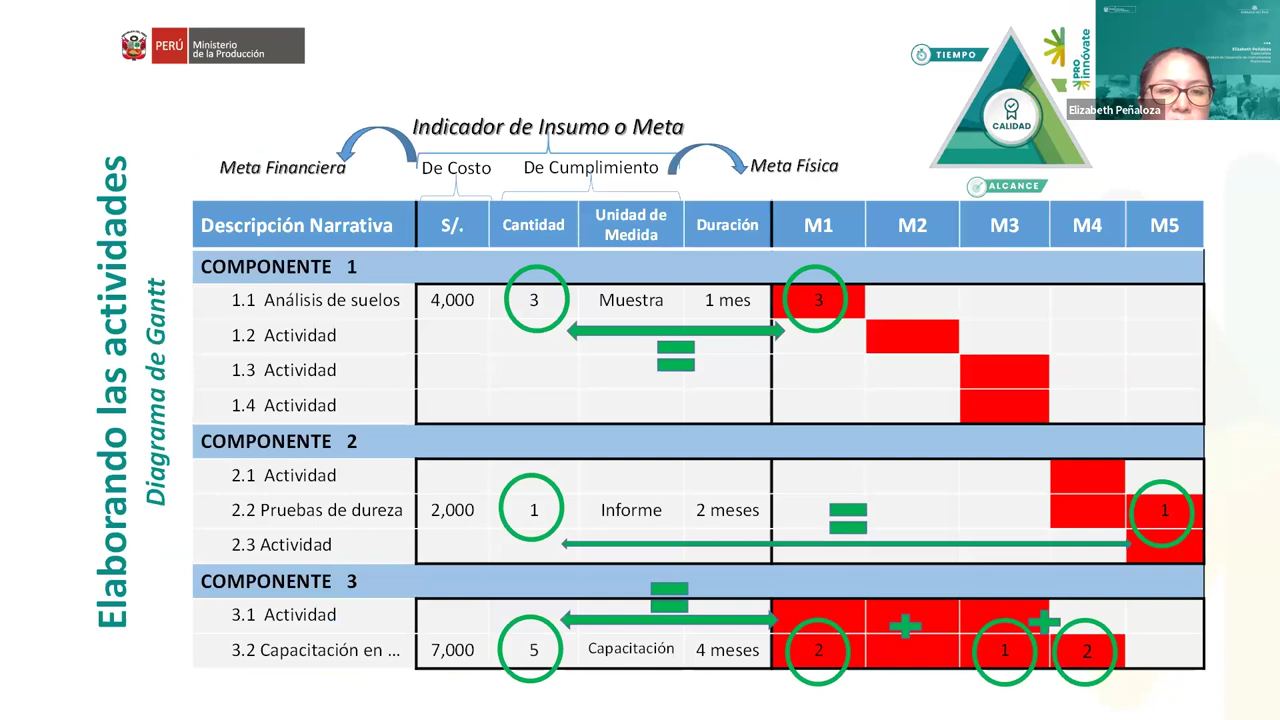 PERÚ
Ministerio
de la Producción
TIEMPO
CALIDAD
ALCANCE
PRO
innóvate
Elizabeth Peñaloza
Elizabeth Peñaloza
Elaborando las actividades
Diagrama de Gantt
Indicador de Insumo o Meta
Meta Financiera
De Costo
De Cumplimiento
Meta Física
Descripción Narrativa S/. Cantidad Unidad de Medida Duración M1 M2 M3 M4 M5
COMPONENTE 1
1.1 Análisis de suelos 4,000 3 Muestra 1 mes 3
1.2 Actividad
1.3 Actividad
1.4 Actividad
COMPONENTE 2
2.1 Actividad
2.2 Pruebas de dureza 2,000 1 Informe 2 meses 1
2.3 Actividad
COMPONENTE 3
3.1 Actividad
3.2 Capacitación en ... 7,000 5 Capacitación 4 meses 2 1 2